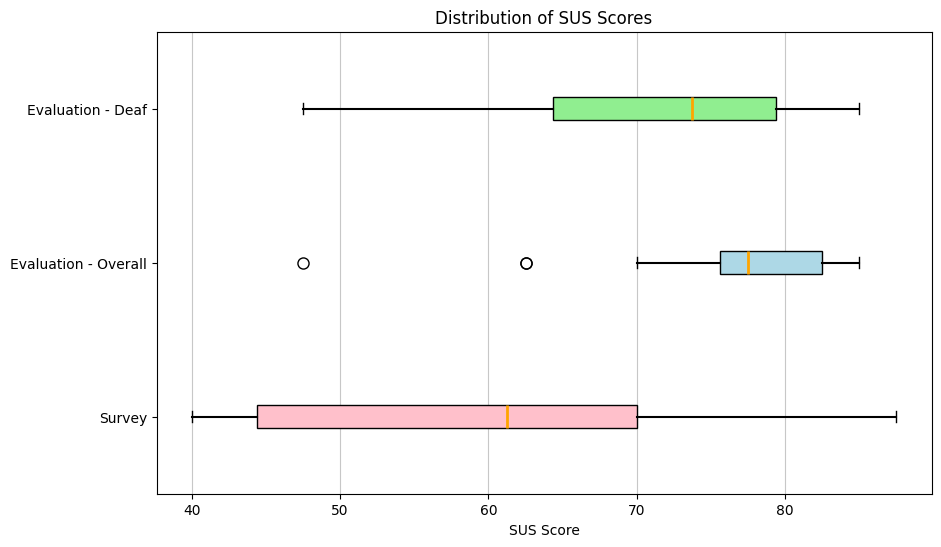 Distribution of SUS Scores
Evaluation - Deaf
Evaluation - Overall
Survey
40 50 60 70 80
SUS Score